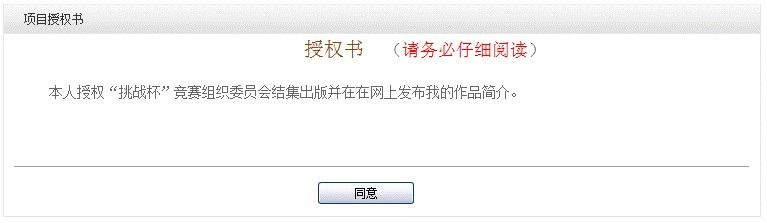 项目授权书
授权书 （请务必仔细阅读）
本人授权“挑战杯”竞赛组织委员会结集出版并在在网上发布我的作品简介。
同意